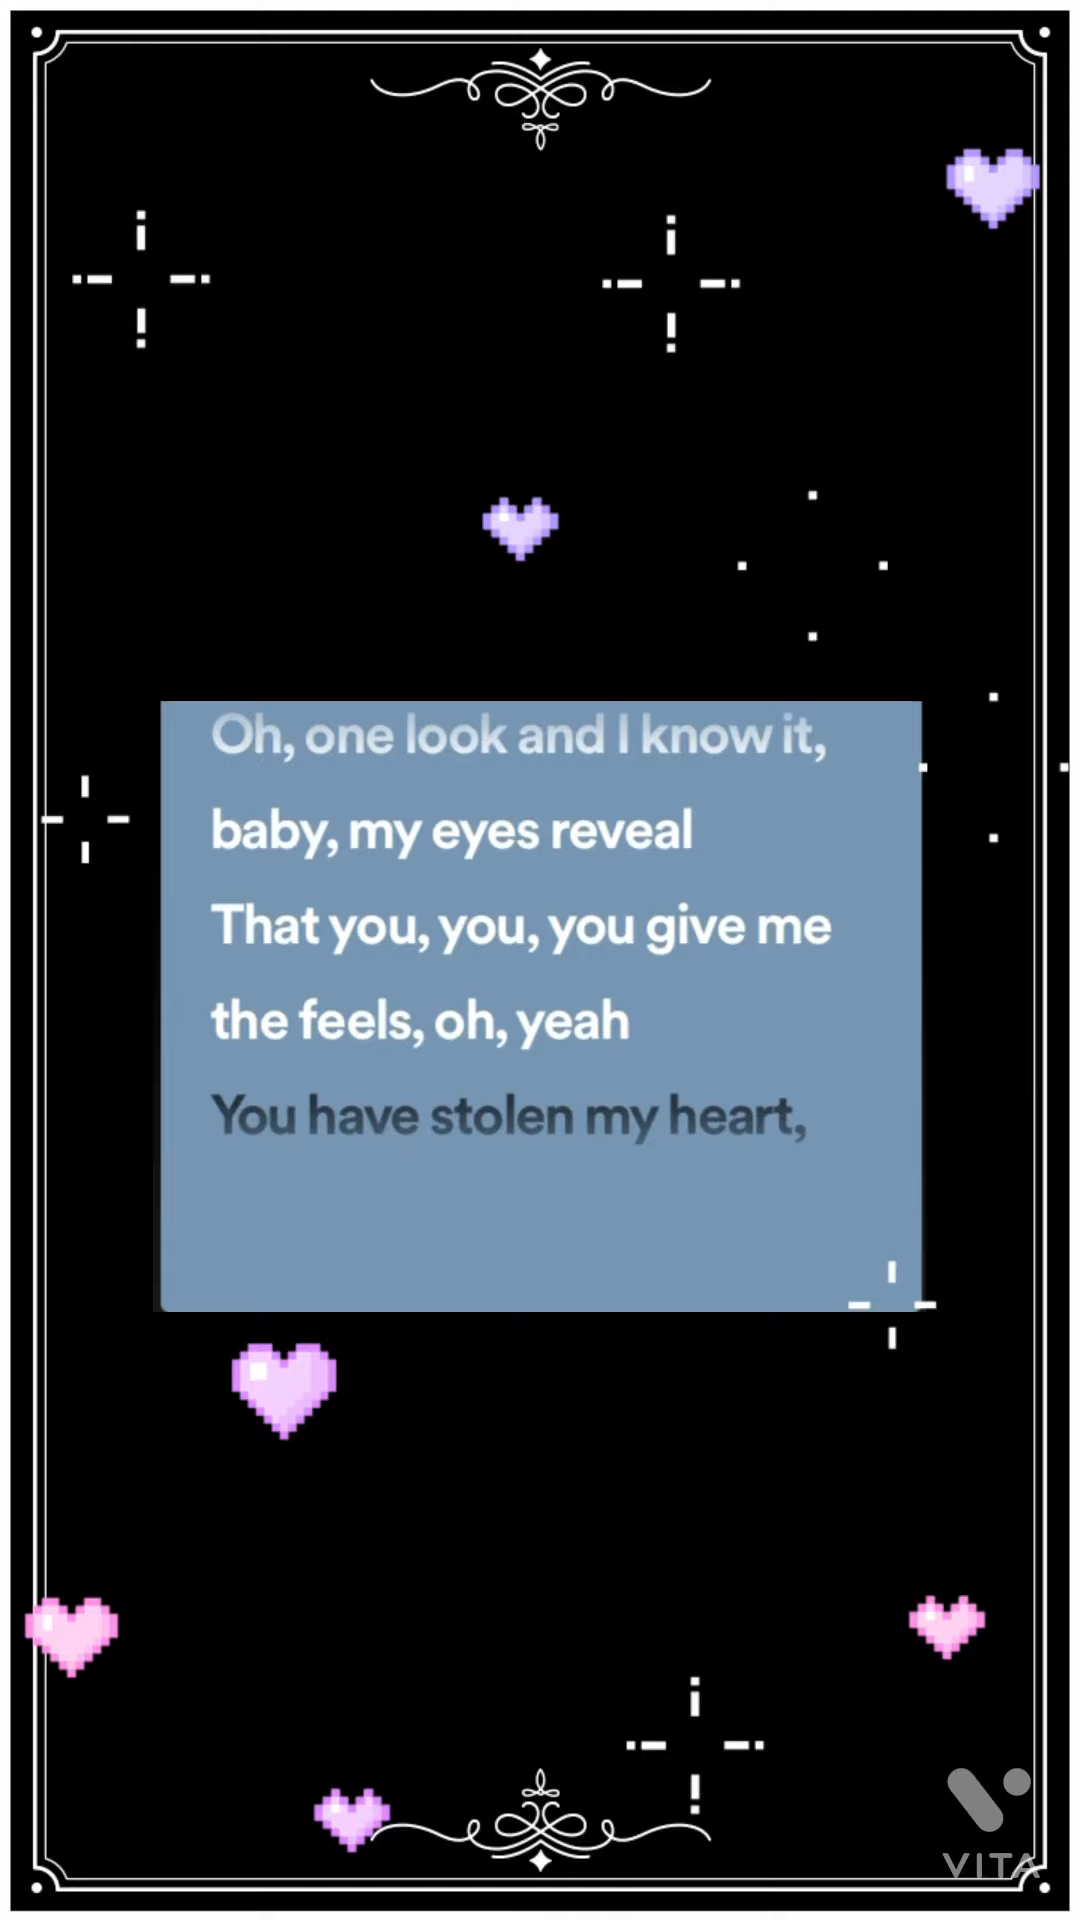 Oh, one look and I know it,
baby, my eyes reveal
That you, you, you give me
the feels, oh, yeah
You have stolen my heart,
VITA